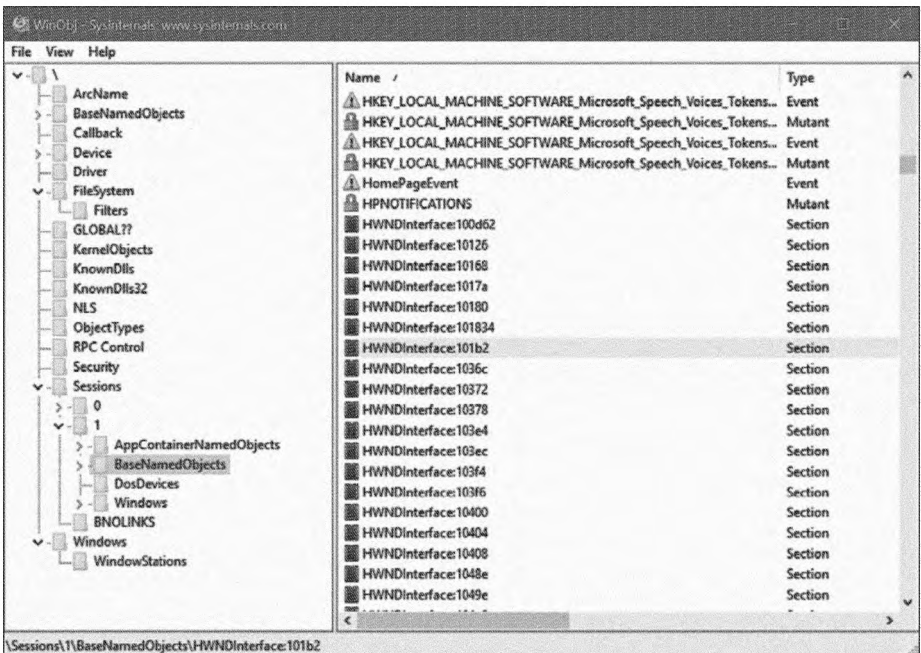 WinObj - Sysinternals: www.sysinternals.com
File View Help
\
ArcName
BaseNamedObjects
Callback
Device
Driver
FileSystem
Filters
GLOBAL??
KernelObjects
KnownDlls
KnownDlls32
NLS
ObjectTypes
RPC Control
Security
Sessions
0
1
AppContainerNamedObjects
BaseNamedObjects
DosDevices
Windows
BNOLINKS
Windows
WindowStations
Name Type
HKEY_LOCAL_MACHINE_SOFTWARE_Microsoft_Speech_Voices_Tokens... Event
HKEY_LOCAL_MACHINE_SOFTWARE_Microsoft_Speech_Voices_Tokens... Mutant
HKEY_LOCAL_MACHINE_SOFTWARE_Microsoft_Speech_Voices_Tokens... Event
HKEY_LOCAL_MACHINE_SOFTWARE_Microsoft_Speech_Voices_Tokens... Mutant
HomePageEvent Event
HPNOTIFICATIONS Mutant
HWNDInterface:100d62 Section
HWNDInterface:10126 Section
HWNDInterface:10168 Section
HWNDInterface:1017a Section
HWNDInterface:10180 Section
HWNDInterface:101834 Section
HWNDInterface:101b2 Section
HWNDInterface:1036c Section
HWNDInterface:10372 Section
HWNDInterface:10378 Section
HWNDInterface:103e4 Section
HWNDInterface:103ec Section
HWNDInterface:103f4 Section
HWNDInterface:103f6 Section
HWNDInterface:10400 Section
HWNDInterface:10404 Section
HWNDInterface:10408 Section
HWNDInterface:1048e Section
HWNDInterface:1049e Section
\Sessions\1\BaseNamedObjects\HWNDInterface:101b2